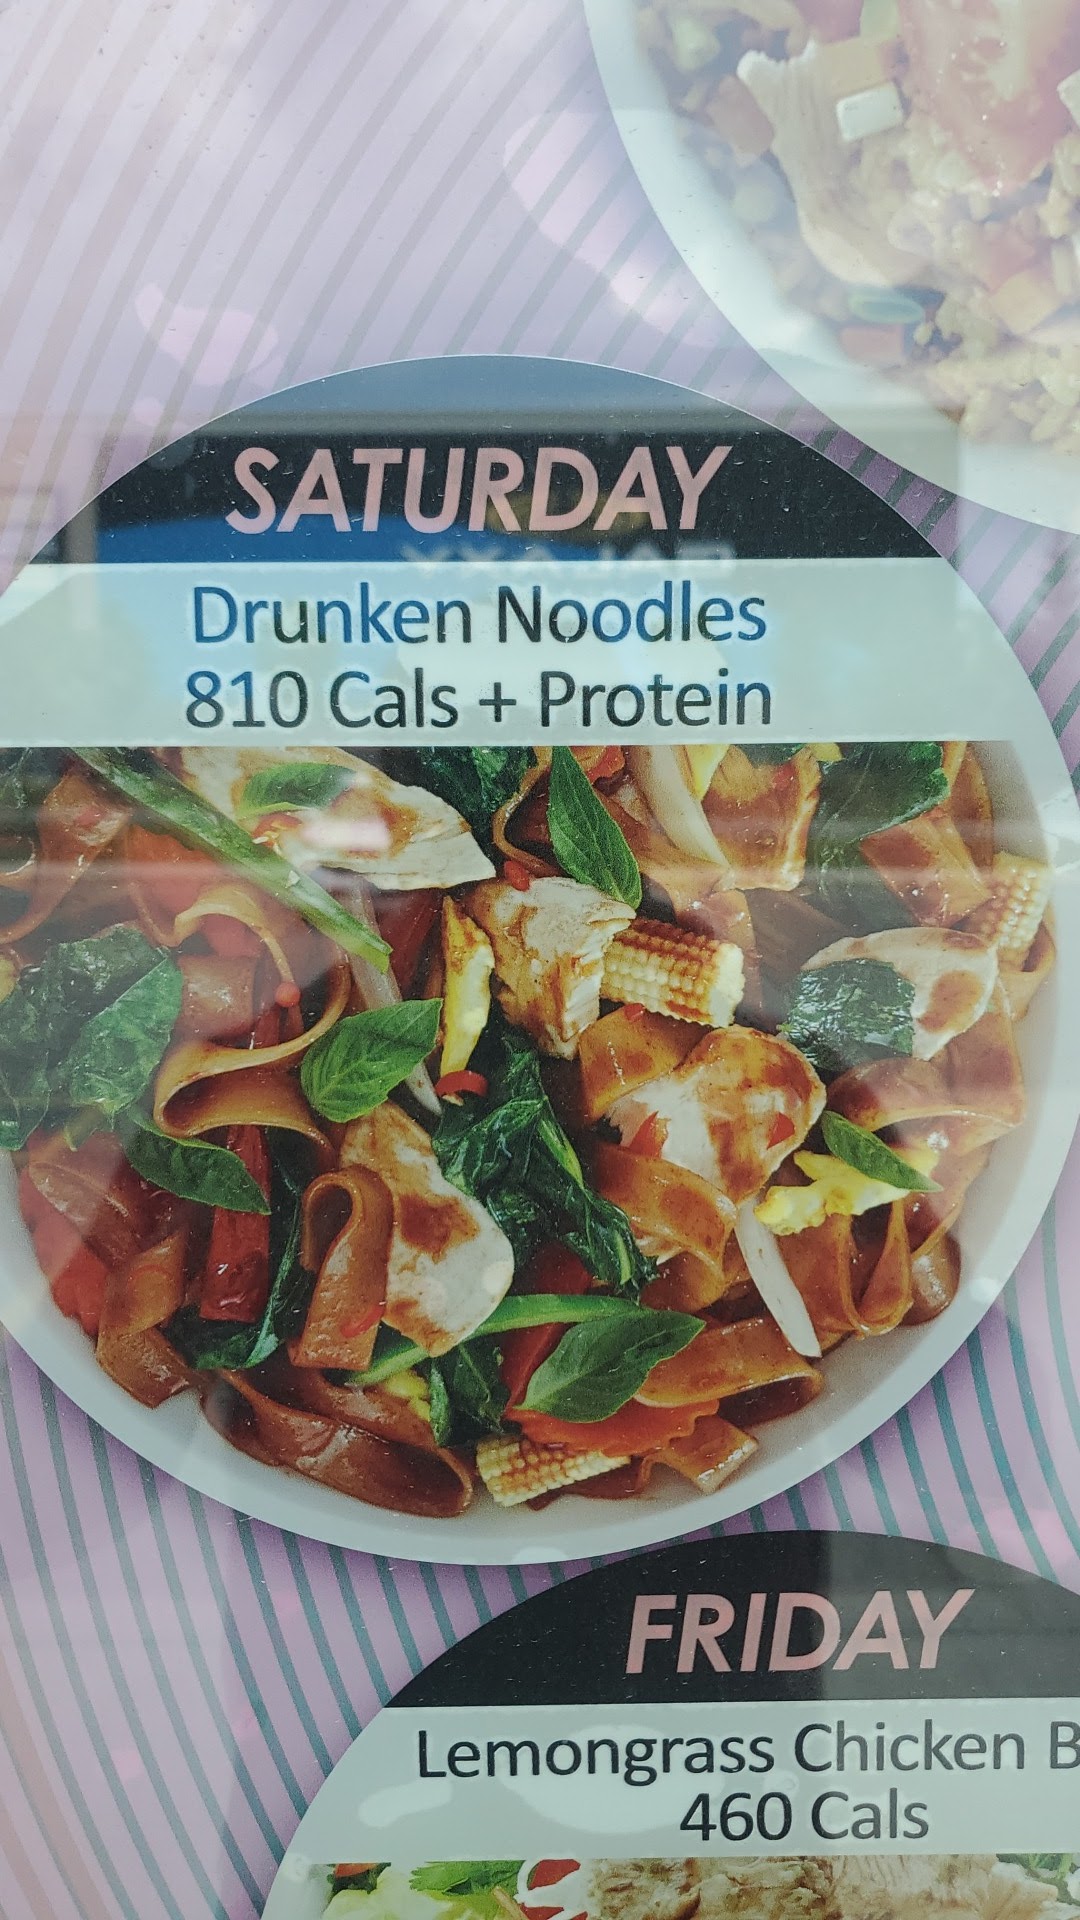 SATURDAY
Drunken Noodles
810 Cals + Protein
FRIDAY
Lemongrass Chicken B
460 Cals